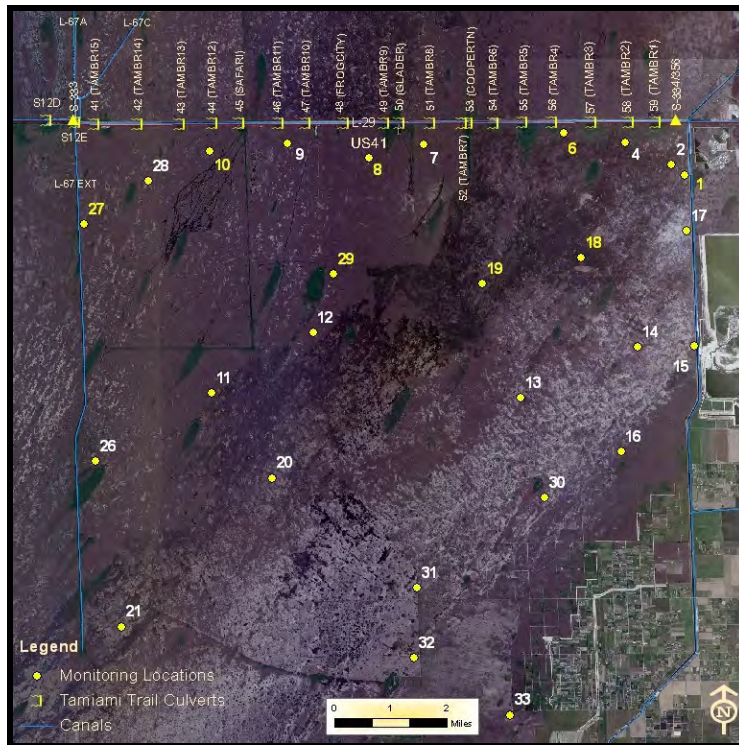 L-67A
L-67C
S12D
S-333
41 (TAMBR15)
42 (TAMBR14)
43 (TAMBR13)
44 (TAMBR12)
45 (SAFARI)
46 (TAMBR11)
47 (TAMBR10)
48 (FROGCITY)
49 (TAMBR9)
50 (GLADER)
51 (TAMBR8)
53 (COOPERTN)
54 (TAMBR6)
55 (TAMBR5)
56 (TAMBR4)
57 (TAMBR3)
58 (TAMBR2)
59 (TAMBR1)
S-334/356
S12E
L-29
US41
52 (TAMBR7)
L-67 EXT
10
9
8
7
6
4
2
1
28
27
17
18
19
29
12
14
15
11
13
16
26
20
30
31
21
32
33
Legend
Monitoring Locations
Tamiami Trail Culverts
Canals
0 1 2
Miles
N